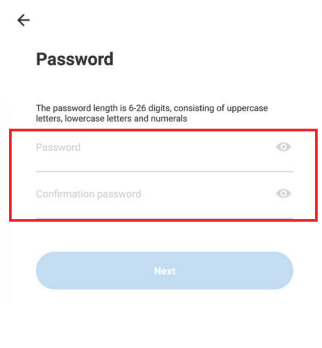 Password
The password length is 6-26 digits, consisting of uppercase
letters, lowercase letters and numerals
Password
Confirmation password
Next